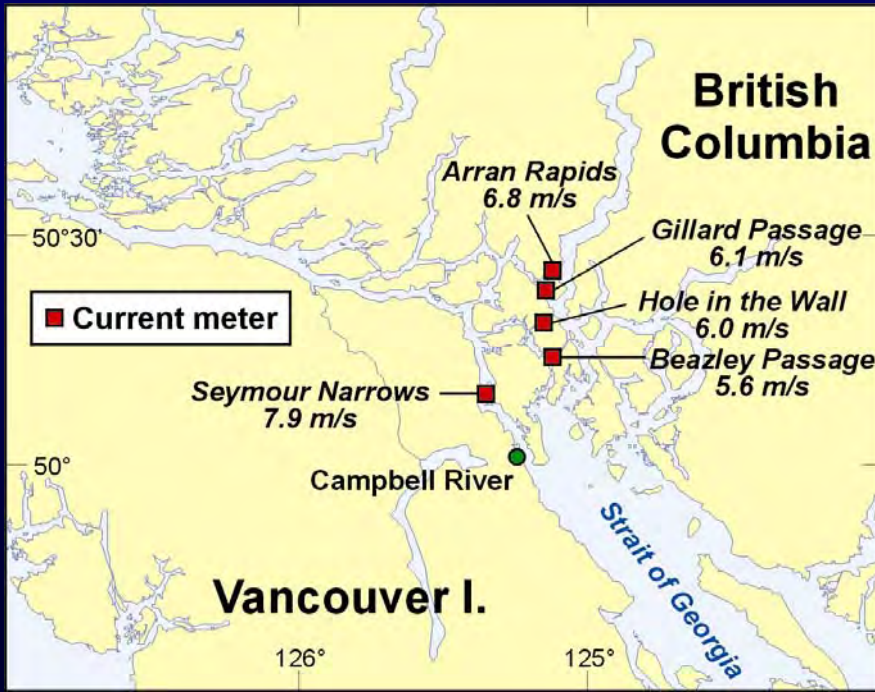 British
Columbia
Arran Rapids
6.8 m/s
50°30'
Gillard Passage
6.1 m/s
Current meter
Hole in the Wall
6.0 m/s
Beazley Passage
5.6 m/s
Seymour Narrows
7.9 m/s
50°
Campbell River
Strait of Georgia
Vancouver I.
126°
125°